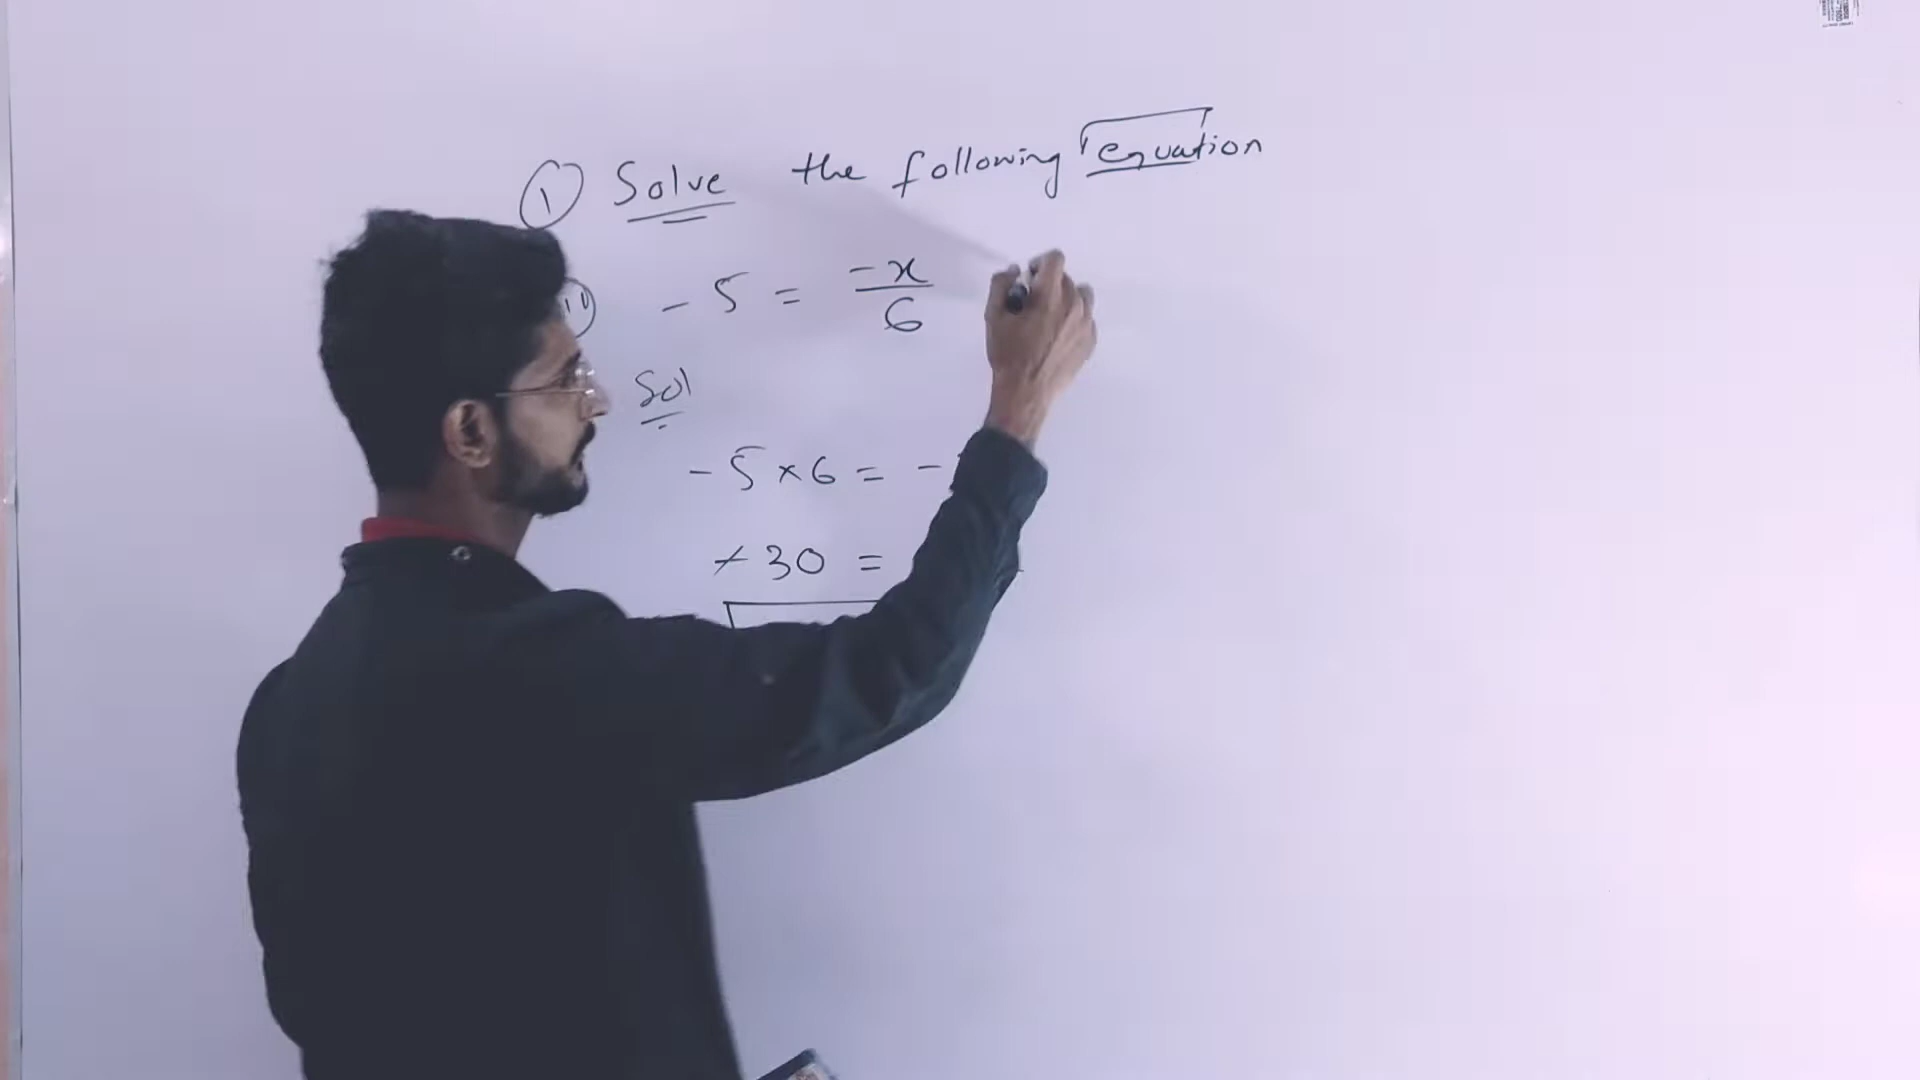 ① Solve the following equation
- 5 = -x/6
Sol
- 5 × 6 = -
+ 30 =